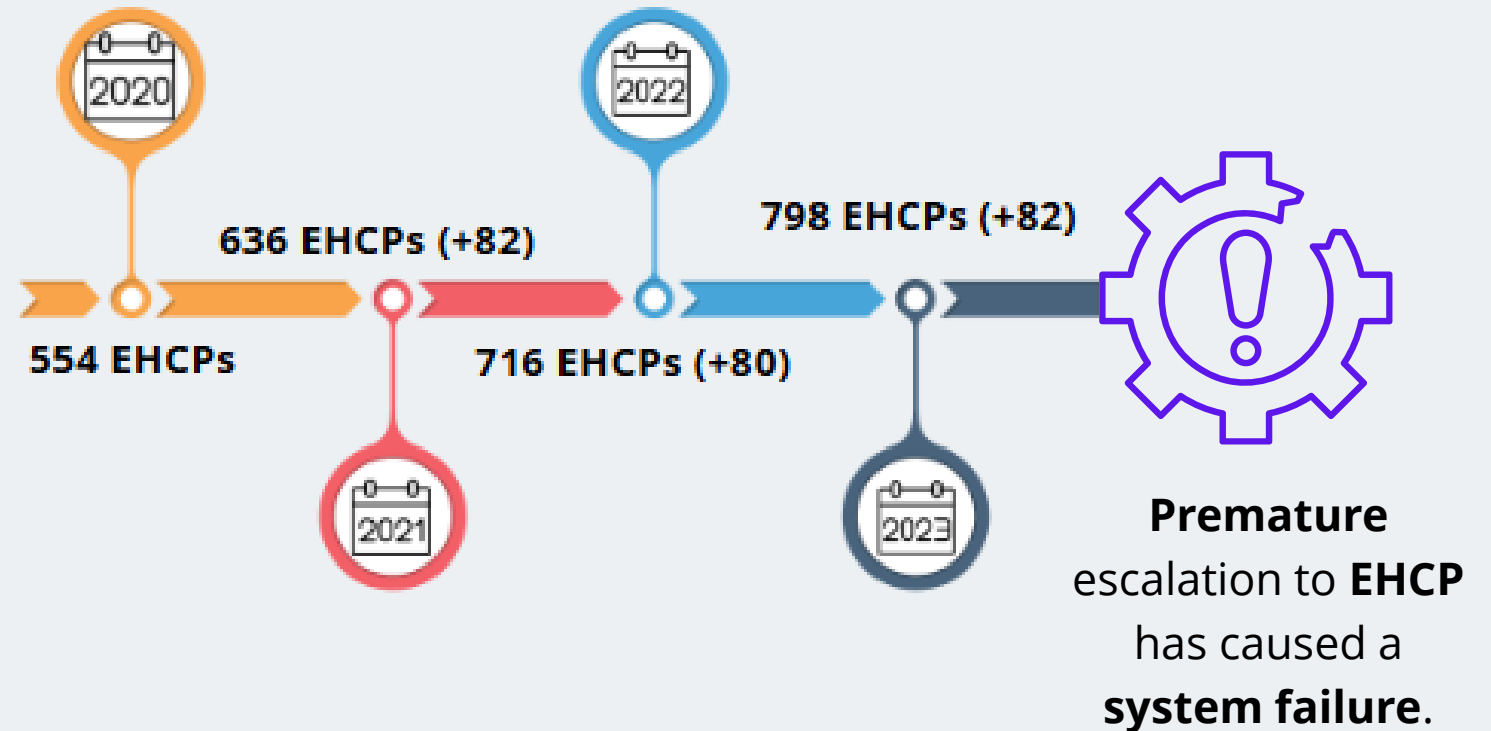 2020
554 EHCPs
636 EHCPs (+82)
2021
2022
716 EHCPs (+80)
798 EHCPs (+82)
2023
Premature
escalation to EHCP
has caused a
system failure.